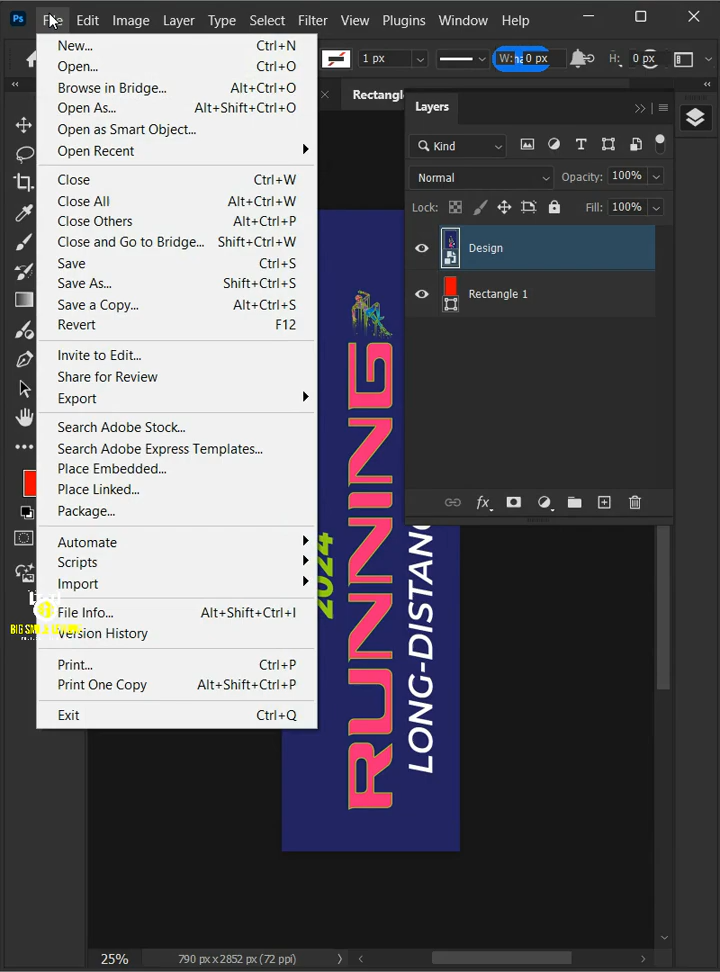 Ps File Edit Image Layer Type Select Filter View Plugins Window Help
1 px W: 0 px H: 0 px
Rectangle
New... Ctrl+N
Open... Ctrl+O
Browse in Bridge... Alt+Ctrl+O
Open As... Alt+Shift+Ctrl+O
Open as Smart Object...
Open Recent
Close Ctrl+W
Close All Alt+Ctrl+W
Close Others Alt+Ctrl+P
Close and Go to Bridge... Shift+Ctrl+W
Save Ctrl+S
Save As... Shift+Ctrl+S
Save a Copy... Alt+Ctrl+S
Revert F12
Invite to Edit...
Share for Review
Export
Search Adobe Stock...
Search Adobe Express Templates...
Place Embedded...
Place Linked...
Package...
Automate
Scripts
Import
File Info... Alt+Shift+Ctrl+I
Version History
Print... Ctrl+P
Print One Copy Alt+Shift+Ctrl+P
Exit Ctrl+Q
Layers
Kind
Normal Opacity: 100%
Lock: Fill: 100%
Design
Rectangle 1
fx
2024
RUNNING
LONG-DISTANC
25% 790 px x 2852 px (72 ppi)